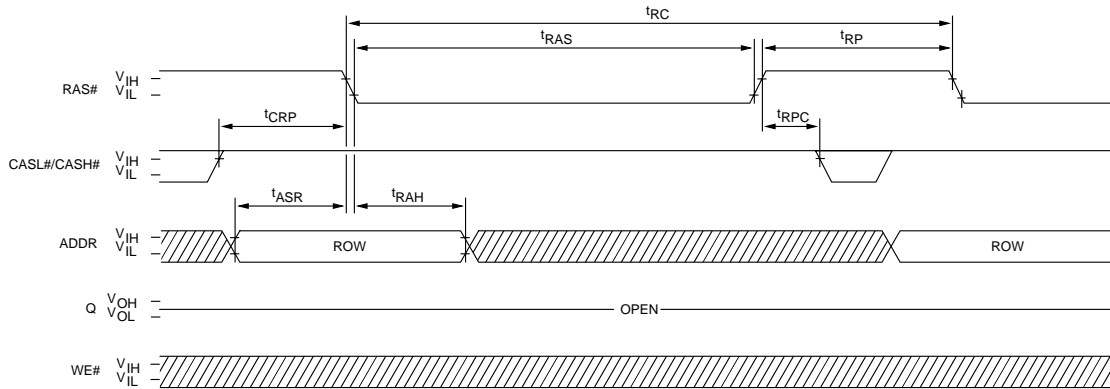 tRC
tRAS
tRP
RAS#
VIH
VIL
tCRP
tRPC
CASL#/CASH#
VIH
VIL
tASR
tRAH
ADDR
VIH
VIL
ROW
ROW
Q
VOH
VOL
OPEN
WE#
VIH
VIL